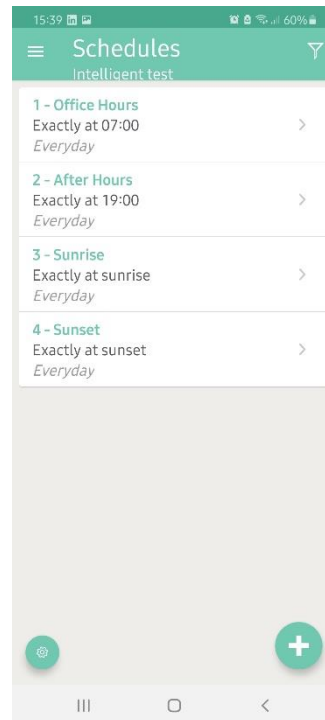 15:39 60%
Schedules
Intelligent test
1 - Office Hours
Exactly at 07:00
Everyday
2 - After Hours
Exactly at 19:00
Everyday
3 - Sunrise
Exactly at sunrise
Everyday
4 - Sunset
Exactly at sunset
Everyday